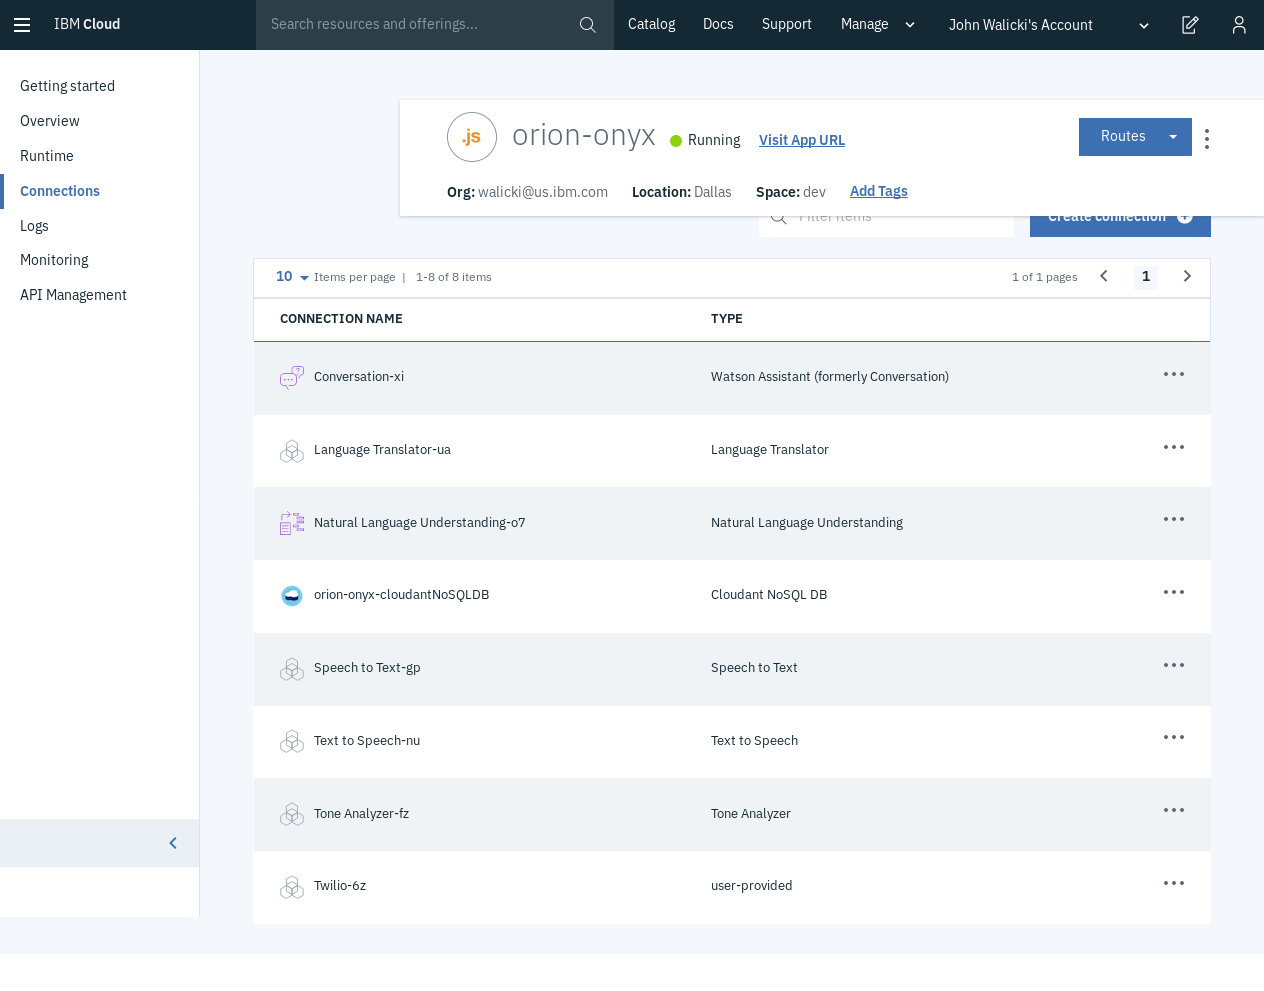 IBM Cloud
Search resources and offerings...
Catalog Docs Support Manage John Walicki's Account
Getting started
Overview
Runtime
Connections
Logs
Monitoring
API Management
.js orion-onyx Running Visit App URL Routes
Org: walicki@us.ibm.com Location: Dallas Space: dev Add Tags
Filter items Create connection
10 Items per page | 1-8 of 8 items 1 of 1 pages 1
CONNECTION NAME TYPE
Conversation-xi Watson Assistant (formerly Conversation)
Language Translator-ua Language Translator
Natural Language Understanding-o7 Natural Language Understanding
orion-onyx-cloudantNoSQLDB Cloudant NoSQL DB
Speech to Text-gp Speech to Text
Text to Speech-nu Text to Speech
Tone Analyzer-fz Tone Analyzer
Twilio-6z user-provided